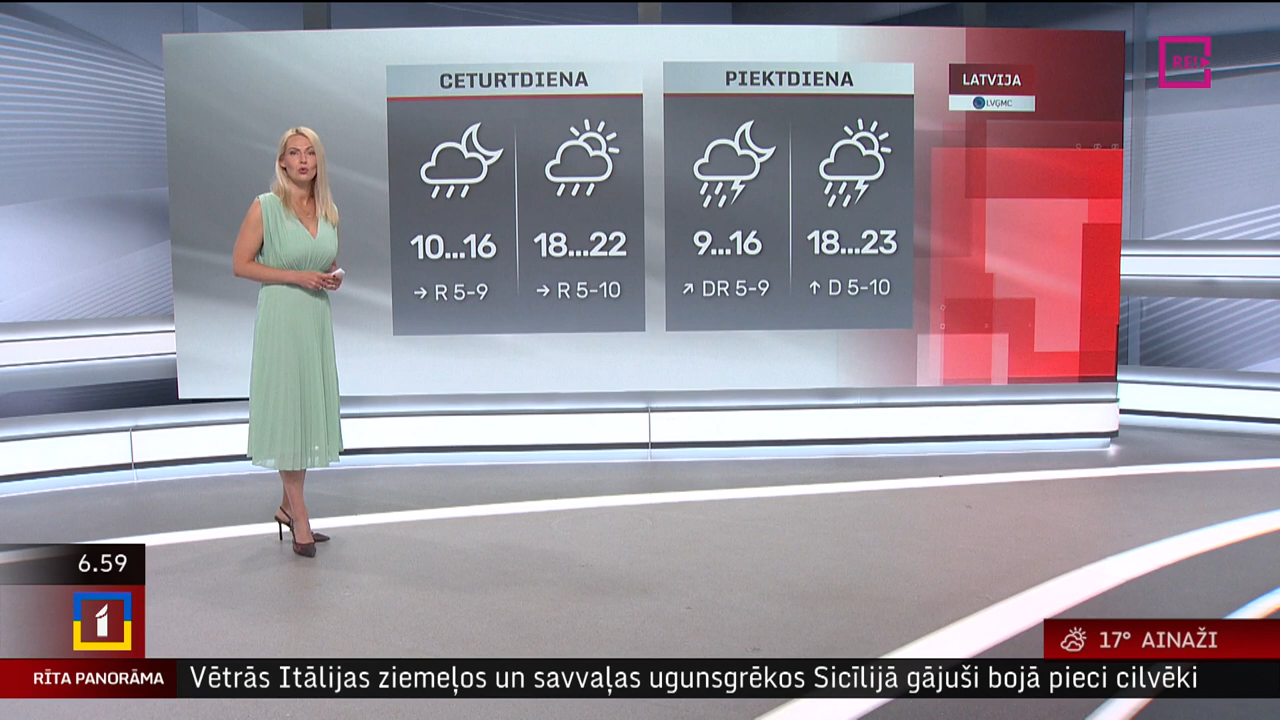 CETURTDIENA
PIEKTDIENA
LATVIJA
LVĢMC
RE!
10...16
18...22
9...16
18...23
→ R 5-9
→ R 5-10
↗ DR 5-9
↑ D 5-10
6.59
1
17° AINAŽI
RĪTA PANORĀMA
Vētrās Itālijas ziemeļos un savvaļas ugunsgrēkos Sicīlijā gājuši bojā pieci cilvēki